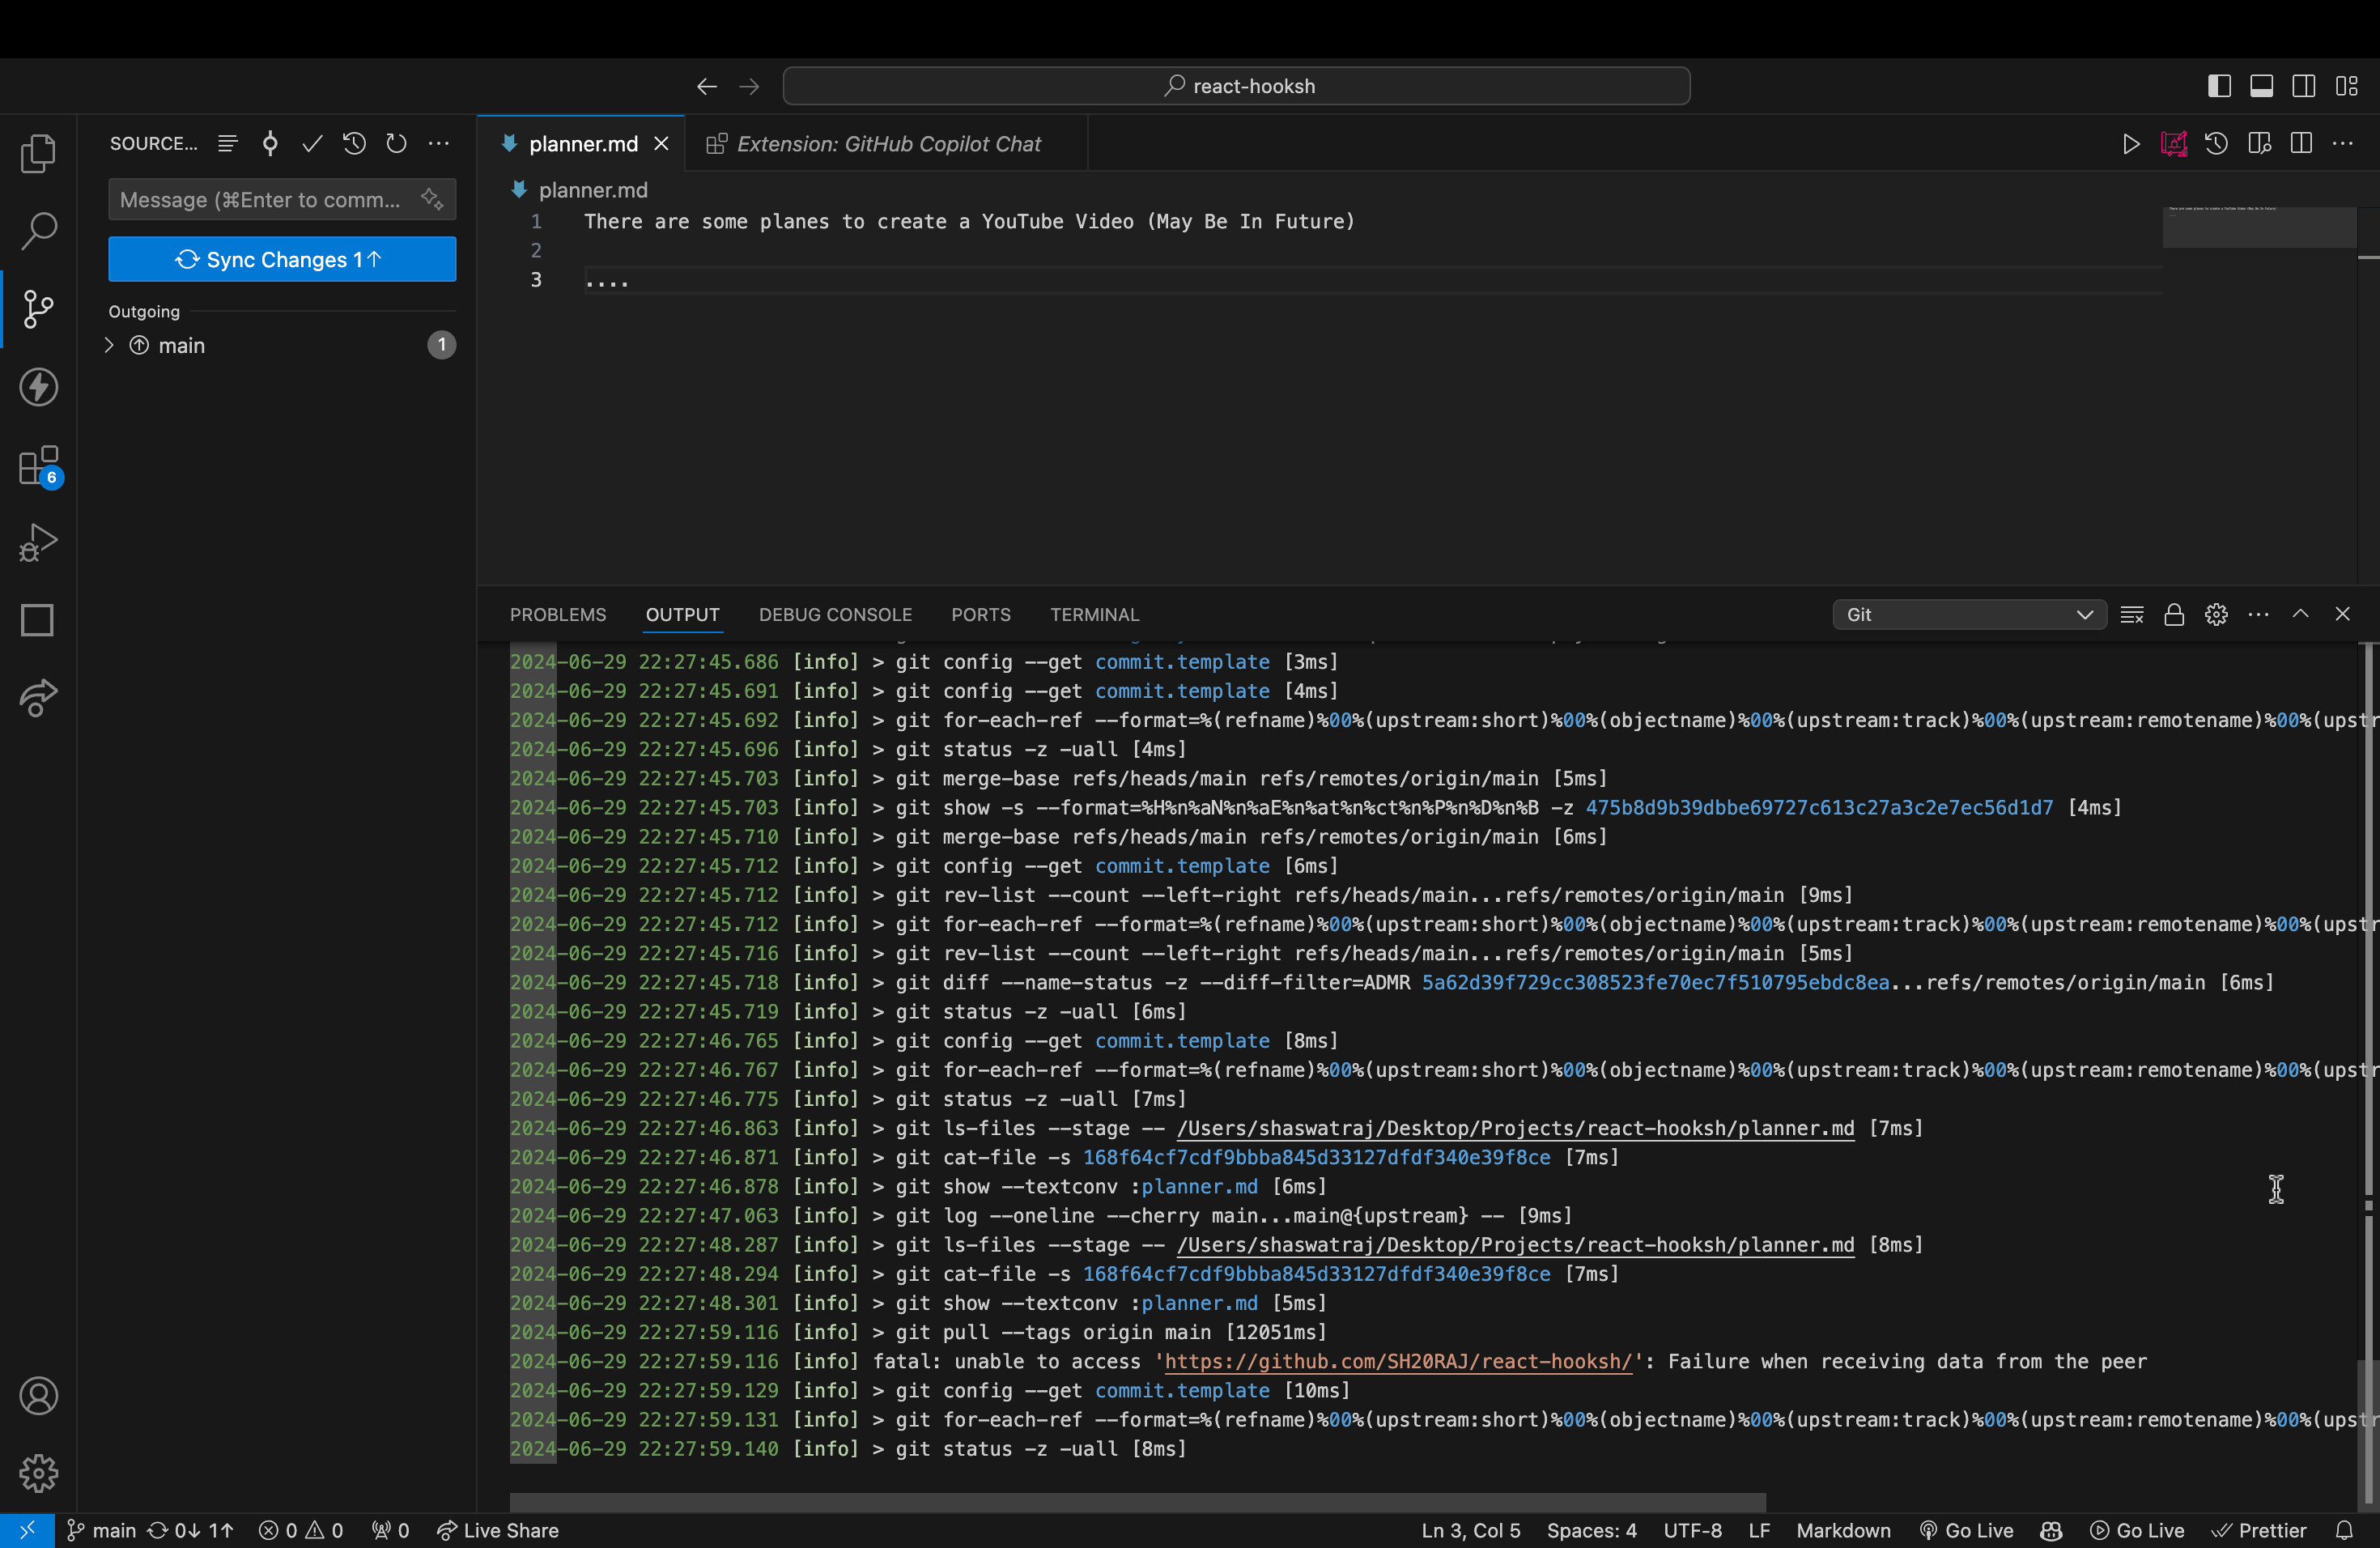 react-hooksh
SOURCE...
planner.md
Extension: GitHub Copilot Chat
Message (⌘Enter to comm...
Sync Changes 1↑
Outgoing
main
1
6
planner.md
1 There are some planes to create a YouTube Video (May Be In Future)
2
3 ....
PROBLEMS OUTPUT DEBUG CONSOLE PORTS TERMINAL
Git
2024-06-29 22:27:45.686 [info] > git config --get commit.template [3ms]
2024-06-29 22:27:45.691 [info] > git config --get commit.template [4ms]
2024-06-29 22:27:45.692 [info] > git for-each-ref --format=%(refname)%00%(upstream:short)%00%(objectname)%00%(upstream:track)%00%(upstream:remotename)%00%(upstr
2024-06-29 22:27:45.696 [info] > git status -z -uall [4ms]
2024-06-29 22:27:45.703 [info] > git merge-base refs/heads/main refs/remotes/origin/main [5ms]
2024-06-29 22:27:45.703 [info] > git show -s --format=%H%n%aN%n%aE%n%at%n%ct%n%P%n%D%n%B -z 475b8d9b39dbbe69727c613c27a3c2e7ec56d1d7 [4ms]
2024-06-29 22:27:45.710 [info] > git merge-base refs/heads/main refs/remotes/origin/main [6ms]
2024-06-29 22:27:45.712 [info] > git config --get commit.template [6ms]
2024-06-29 22:27:45.712 [info] > git rev-list --count --left-right refs/heads/main...refs/remotes/origin/main [9ms]
2024-06-29 22:27:45.712 [info] > git for-each-ref --format=%(refname)%00%(upstream:short)%00%(objectname)%00%(upstream:track)%00%(upstream:remotename)%00%(upstr
2024-06-29 22:27:45.716 [info] > git rev-list --count --left-right refs/heads/main...refs/remotes/origin/main [5ms]
2024-06-29 22:27:45.718 [info] > git diff --name-status -z --diff-filter=ADMR 5a62d39f729cc308523fe70ec7f510795ebdc8ea...refs/remotes/origin/main [6ms]
2024-06-29 22:27:45.719 [info] > git status -z -uall [6ms]
2024-06-29 22:27:46.765 [info] > git config --get commit.template [8ms]
2024-06-29 22:27:46.767 [info] > git for-each-ref --format=%(refname)%00%(upstream:short)%00%(objectname)%00%(upstream:track)%00%(upstream:remotename)%00%(upstr
2024-06-29 22:27:46.775 [info] > git status -z -uall [7ms]
2024-06-29 22:27:46.863 [info] > git ls-files --stage -- /Users/shaswatraj/Desktop/Projects/react-hooksh/planner.md [7ms]
2024-06-29 22:27:46.871 [info] > git cat-file -s 168f64cf7cdf9bbba845d33127dfdf340e39f8ce [7ms]
2024-06-29 22:27:46.878 [info] > git show --textconv :planner.md [6ms]
2024-06-29 22:27:47.063 [info] > git log --oneline --cherry main...main@{upstream} -- [9ms]
2024-06-29 22:27:48.287 [info] > git ls-files --stage -- /Users/shaswatraj/Desktop/Projects/react-hooksh/planner.md [8ms]
2024-06-29 22:27:48.294 [info] > git cat-file -s 168f64cf7cdf9bbba845d33127dfdf340e39f8ce [7ms]
2024-06-29 22:27:48.301 [info] > git show --textconv :planner.md [5ms]
2024-06-29 22:27:59.116 [info] > git pull --tags origin main [12051ms]
2024-06-29 22:27:59.116 [info] fatal: unable to access 'https://github.com/SH20RAJ/react-hooksh/': Failure when receiving data from the peer
2024-06-29 22:27:59.129 [info] > git config --get commit.template [10ms]
2024-06-29 22:27:59.131 [info] > git for-each-ref --format=%(refname)%00%(upstream:short)%00%(objectname)%00%(upstream:track)%00%(upstream:remotename)%00%(upstr
2024-06-29 22:27:59.140 [info] > git status -z -uall [8ms]
main 0↓ 1↑ 0 0 0 Live Share Ln 3, Col 5 Spaces: 4 UTF-8 LF Markdown Go Live Go Live Prettier